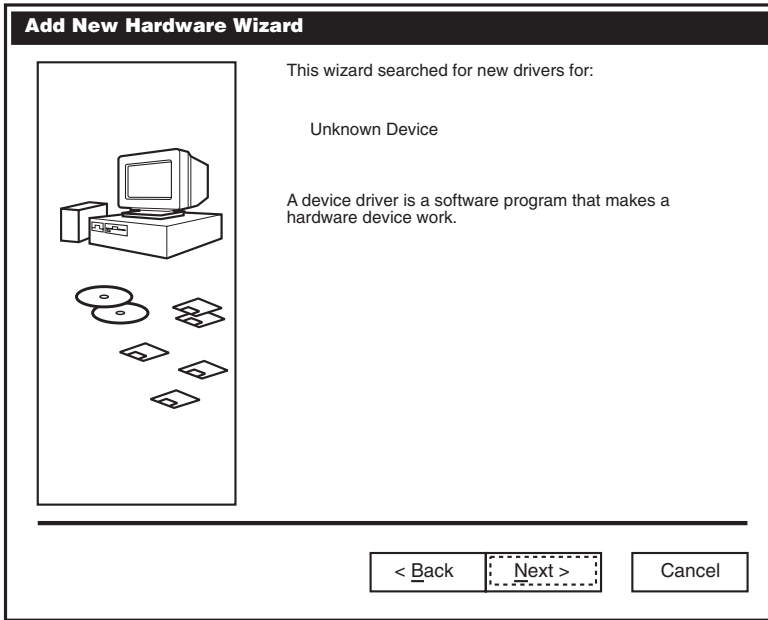 Add New Hardware Wizard
This wizard searched for new drivers for:
Unknown Device
A device driver is a software program that makes a
hardware device work.
< Back
Next >
Cancel